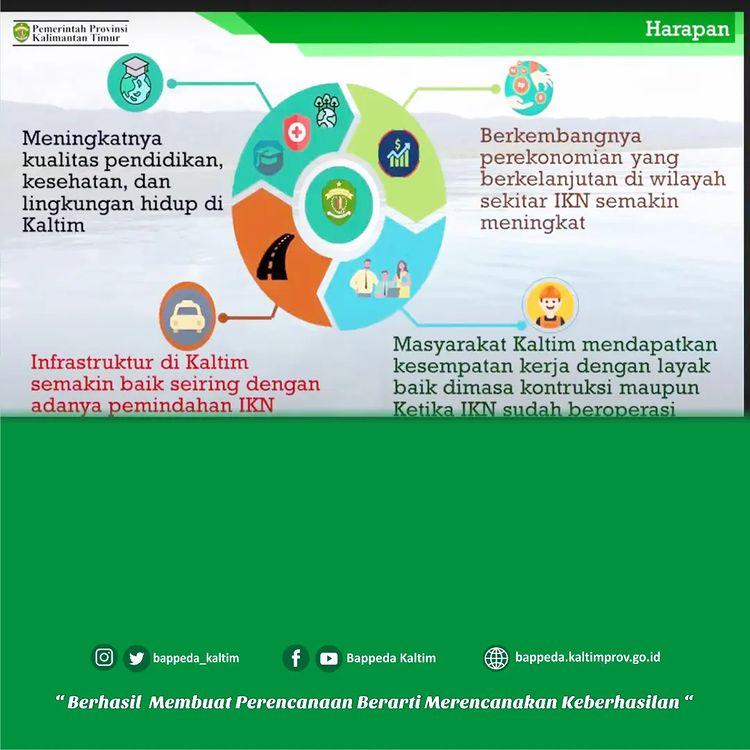 Pemerintah Provinsi
Kalimantan Timur
Harapan
Meningkatnya
kualitas pendidikan,
kesehatan, dan
lingkungan hidup di
Kaltim
Berkembangnya
perekonomian yang
berkelanjutan di wilayah
sekitar IKN semakin
meningkat
Infrastruktur di Kaltim
semakin baik seiring dengan
adanya pemindahan IKN
Masyarakat Kaltim mendapatkan
kesempatan kerja dengan layak
baik dimasa kontruksi maupun
Ketika IKN sudah beroperasi
bappeda_kaltim
Bappeda Kaltim
bappeda.kaltimprov.go.id
“ Berhasil Membuat Perencanaan Berarti Merencanakan Keberhasilan “